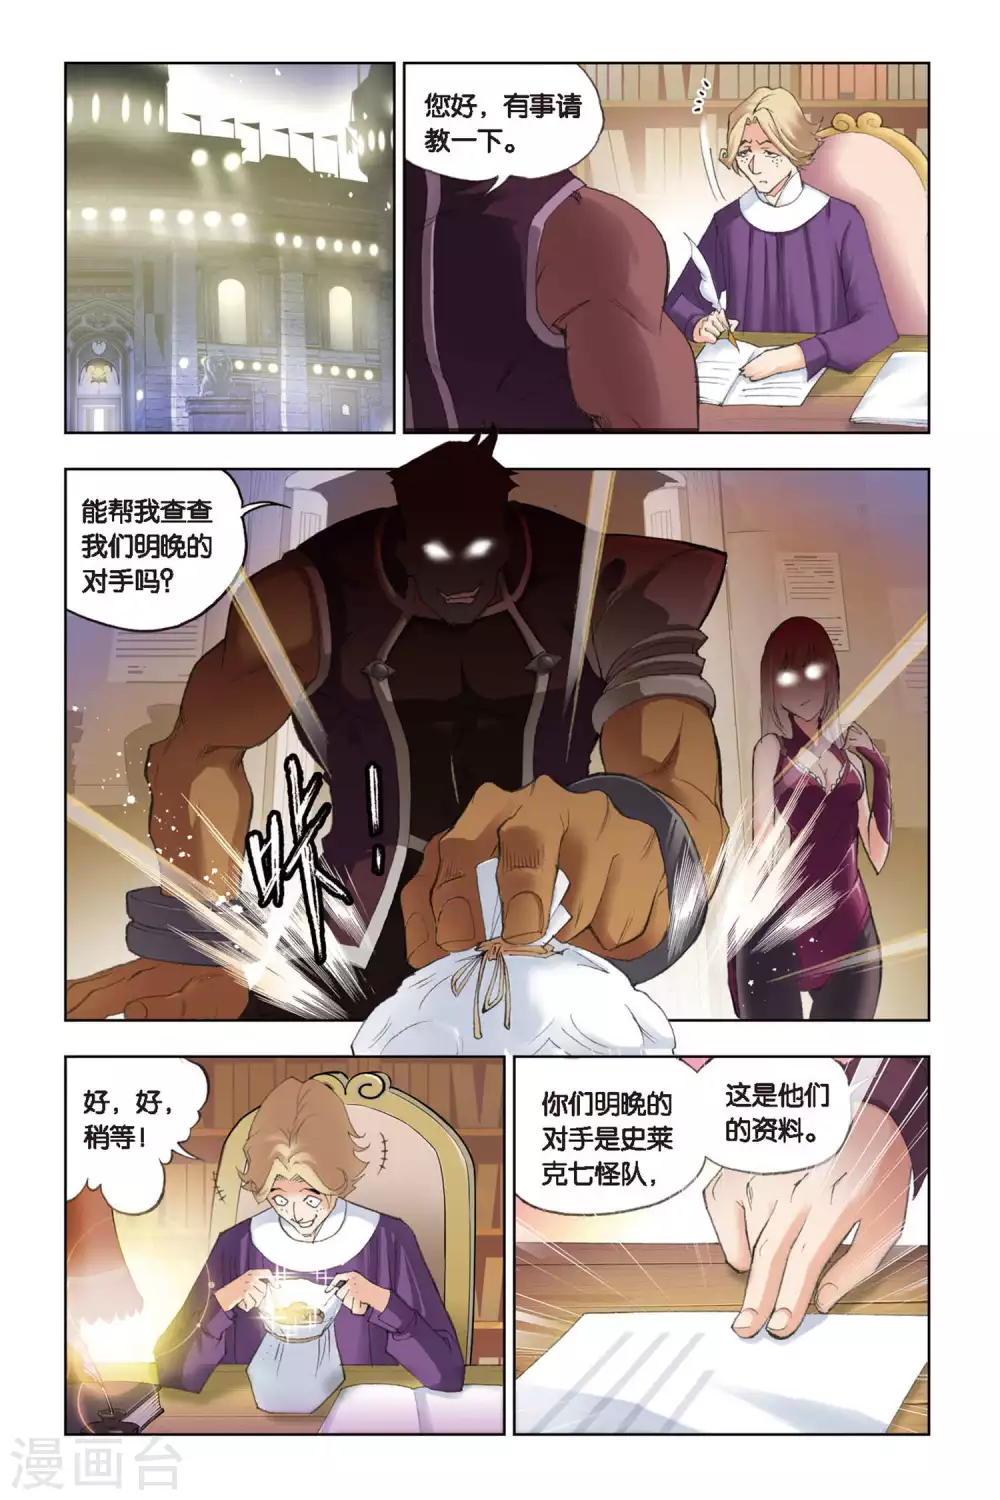 您好，有事请
教一下。
能帮我查查
我们明晚的
对手吗？
咔！
好，好，
稍等！
你们明晚的
对手是史莱
克七怪队，
这是他们
的资料。
漫画台